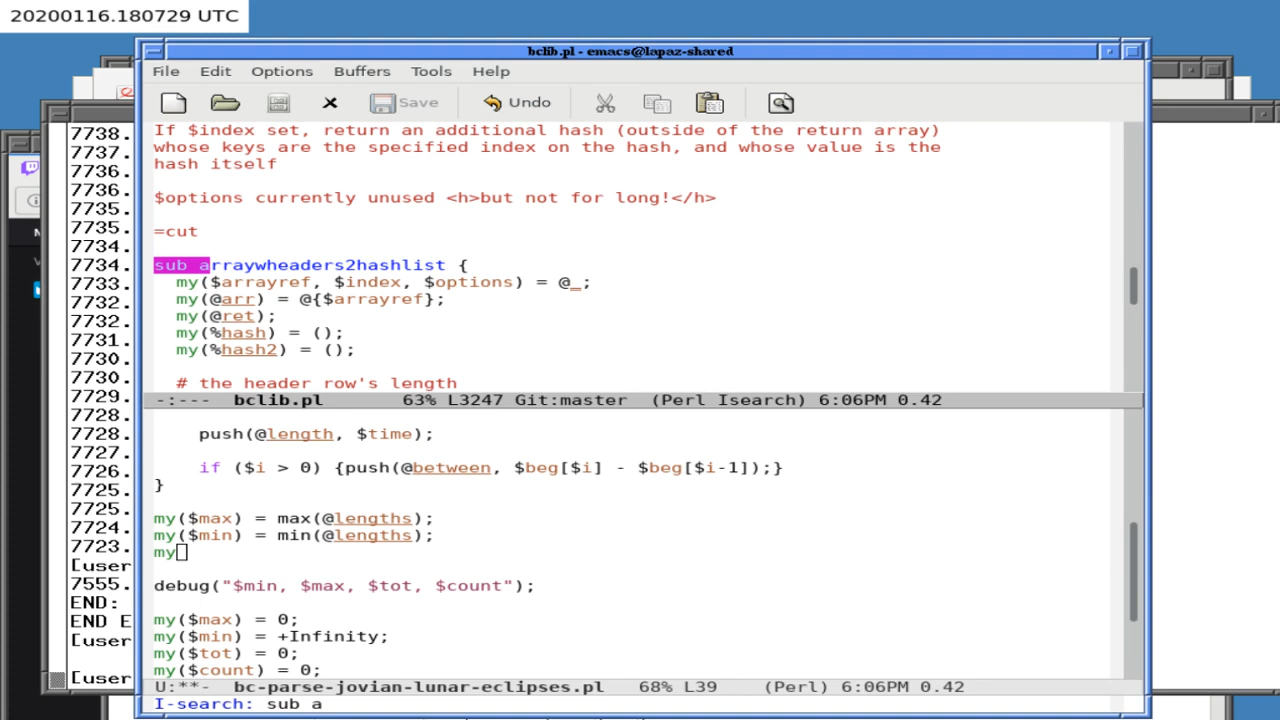 20200116.180729 UTC
bclib.pl - emacs@lapaz-shared
File Edit Options Buffers Tools Help
Save Undo
If $index set, return an additional hash (outside of the return array)
whose keys are the specified index on the hash, and whose value is the
hash itself
$options currently unused <h>but not for long!</h>
=cut
sub arraywheaders2hashlist {
my($arrayref, $index, $options) = @_;
my(@arr) = @{$arrayref};
my(@ret);
my(%hash) = ();
my(%hash2) = ();
# the header row's length
-:--- bclib.pl 63% L3247 Git:master (Perl Isearch) 6:06PM 0.42
push(@length, $time);
if ($i > 0) {push(@between, $beg[$i] - $beg[$i-1]);}
}
my($max) = max(@lengths);
my($min) = min(@lengths);
my
debug("$min, $max, $tot, $count");
my($max) = 0;
my($min) = +Infinity;
my($tot) = 0;
my($count) = 0;
U:**- bc-parse-jovian-lunar-eclipses.pl 68% L39 (Perl) 6:06PM 0.42
I-search: sub a
7738.
7737.
7736.
7736.
7735.
7735.
7734.
7734.
7733.
7732.
7732.
7731.
7730.
7730.
7729.
7728.
7728.
7727.
7726.
7725.
7725.
7724.
7723.
[user
7555.
END:
END E
[user
[user